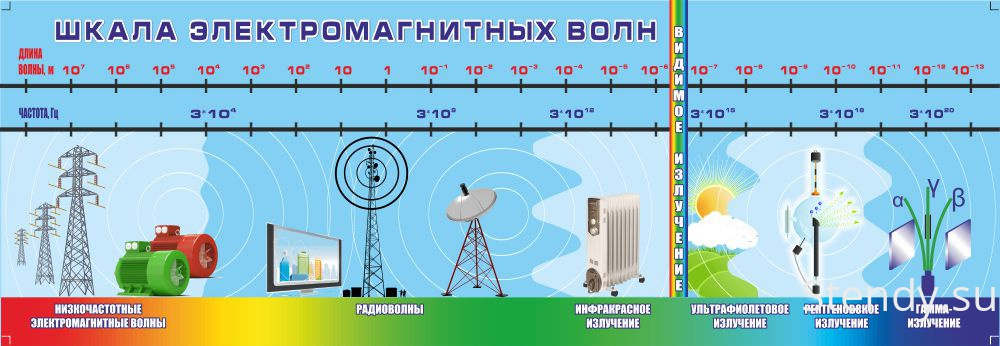 ШКАЛА ЭЛЕКТРОМАГНИТНЫХ ВОЛН
ДЛИНА
ВОЛНЫ, м 10⁷ 10⁶ 10⁵ 10⁴ 10³ 10² 10 1 10⁻¹ 10⁻² 10⁻³ 10⁻⁴ 10⁻⁵ 10⁻⁶ 10⁻⁷ 10⁻⁸ 10⁻⁹ 10⁻¹⁰ 10⁻¹¹ 10⁻¹² 10⁻¹³
ЧАСТОТА, Гц 3*10⁴ 3*10⁹ 3*10¹² 3*10¹⁵ 3*10¹⁸ 3*10²⁰
ВИДИМОЕ ИЗЛУЧЕНИЕ
α γ β
НИЗКОЧАСТОТНЫЕ
ЭЛЕКТРОМАГНИТНЫЕ ВОЛНЫ
РАДИОВОЛНЫ
ИНФРАКРАСНОЕ
ИЗЛУЧЕНИЕ
УЛЬТРАФИОЛЕТОВОЕ
ИЗЛУЧЕНИЕ
РЕНТГЕНОВСКОЕ
ИЗЛУЧЕНИЕ
ГАММА-
ИЗЛУЧЕНИЕ
stendy.su